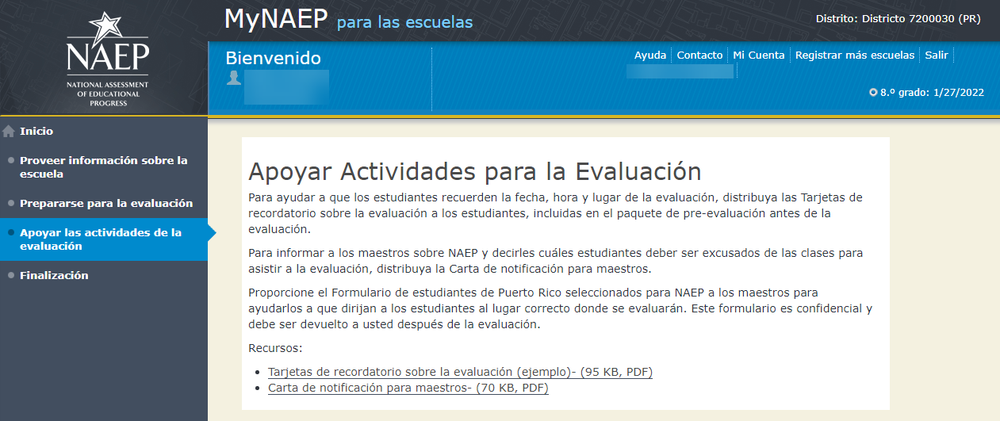 NAEP
NATIONAL ASSESSMENT
OF EDUCATIONAL
PROGRESS
MyNAEP para las escuelas
Distrito: Districto 7200030 (PR)
Bienvenido
Ayuda Contacto Mi Cuenta Registrar más escuelas Salir
8.º grado: 1/27/2022
Inicio
Proveer información sobre la
escuela
Prepararse para la evaluación
Apoyar las actividades de la
evaluación
Finalización
Apoyar Actividades para la Evaluación
Para ayudar a que los estudiantes recuerden la fecha, hora y lugar de la evaluación, distribuya las Tarjetas de
recordatorio sobre la evaluación a los estudiantes, incluidas en el paquete de pre-evaluación antes de la
evaluación.
Para informar a los maestros sobre NAEP y decirles cuáles estudiantes deber ser excusados de las clases para
asistir a la evaluación, distribuya la Carta de notificación para maestros.
Proporcione el Formulario de estudiantes de Puerto Rico seleccionados para NAEP a los maestros para
ayudarlos a que dirijan a los estudiantes al lugar correcto donde se evaluarán. Este formulario es confidencial y
debe ser devuelto a usted después de la evaluación.
Recursos:
Tarjetas de recordatorio sobre la evaluación (ejemplo)- (95 KB, PDF)
Carta de notificación para maestros- (70 KB, PDF)